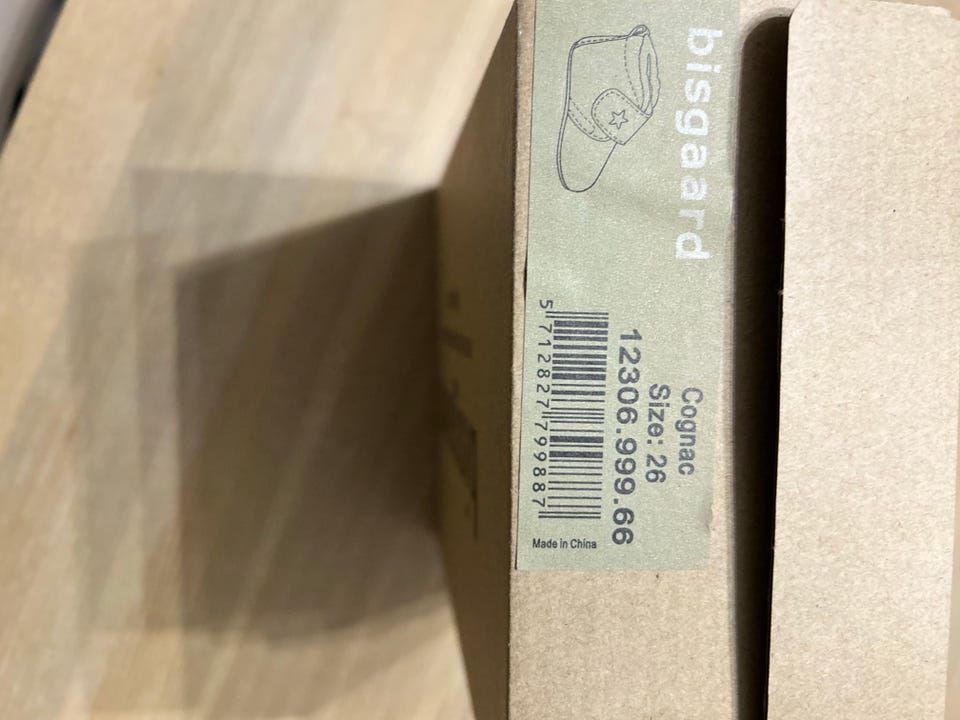 bisgaard
Cognac
Size: 26
12306.999.66
5 712827 799887
Made in China